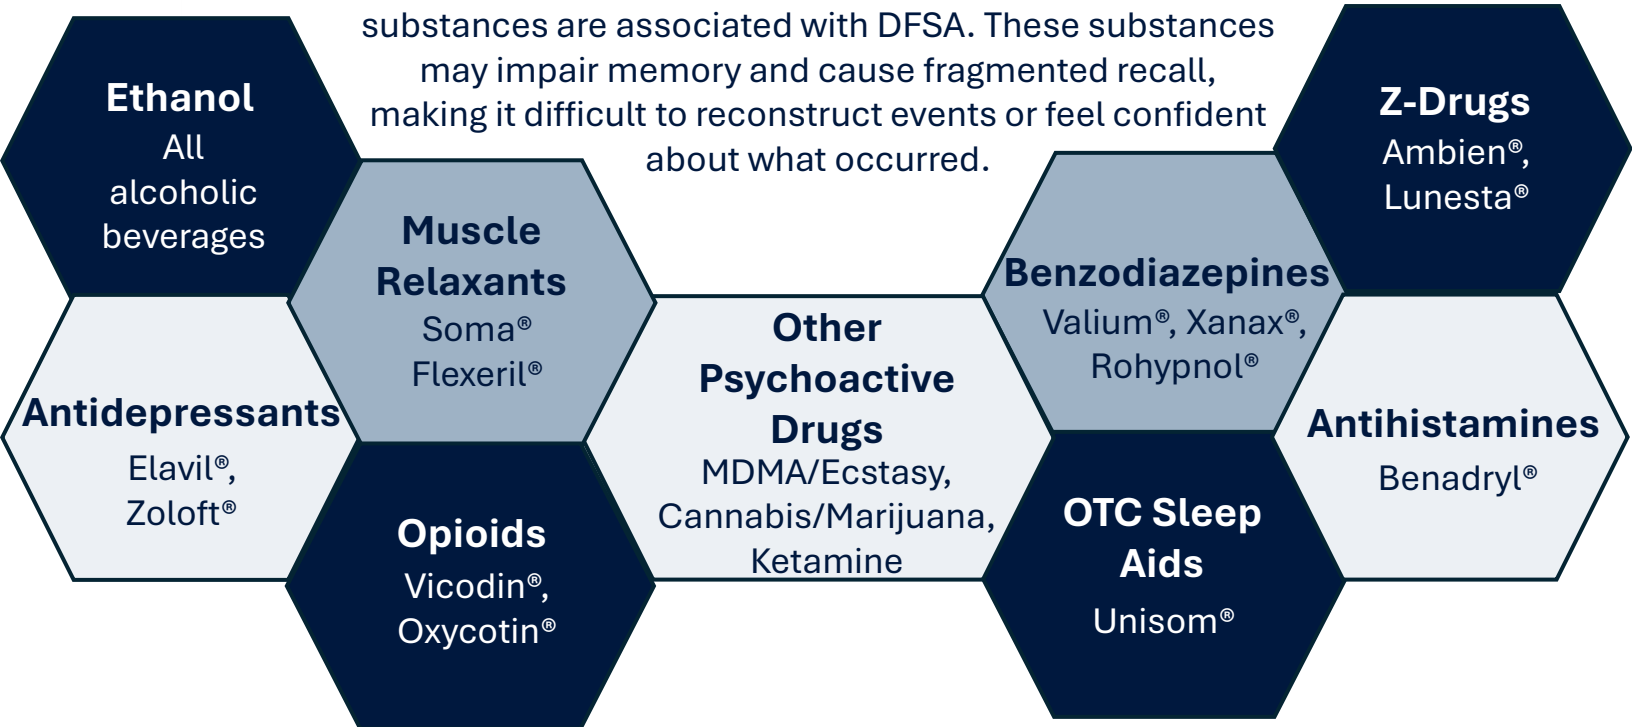 substances are associated with DFSA. These substances
may impair memory and cause fragmented recall,
making it difficult to reconstruct events or feel confident
about what occurred.
Ethanol
All
alcoholic
beverages
Muscle
Relaxants
Soma®
Flexeril®
Antidepressants
Elavil®,
Zoloft®
Opioids
Vicodin®,
Oxycotin®
Other
Psychoactive
Drugs
MDMA/Ecstasy,
Cannabis/Marijuana,
Ketamine
Benzodiazepines
Valium®, Xanax®,
Rohypnol®
Z-Drugs
Ambien®,
Lunesta®
OTC Sleep
Aids
Unisom®
Antihistamines
Benadryl®